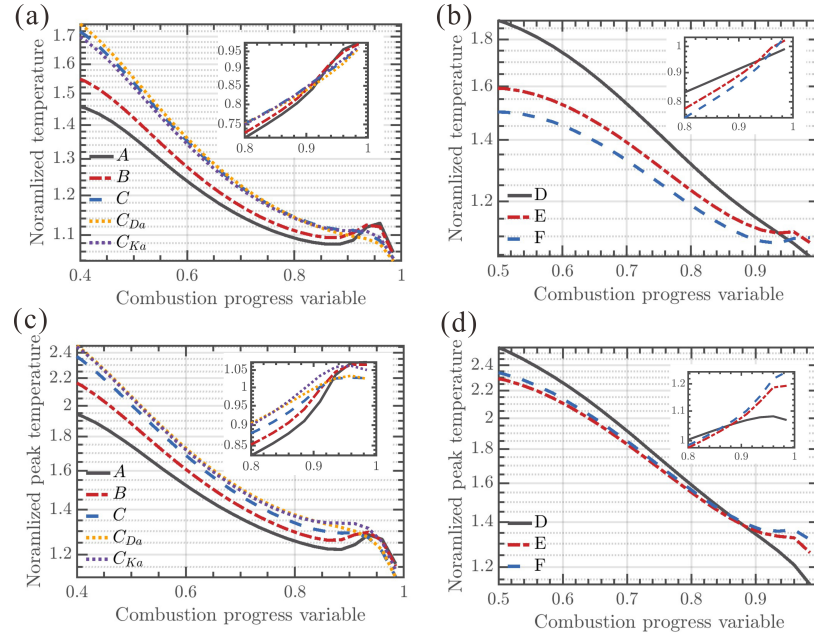 (a)
Noramlized temperature
1.7
1.6
1.5
1.4
1.3
1.2
1.1
0.4
0.6
0.8
1
Combustion progress variable
A
B
C
C_Da
C_Ka
0.95
0.9
0.85
0.8
0.75
0.8
0.9
1
(b)
Noramlized temperature
1.8
1.6
1.4
1.2
0.5
0.6
0.7
0.8
0.9
Combustion progress variable
D
E
F
1
0.9
0.8
0.8
0.9
1
(c)
Noramlized peak temperature
2.4
2.2
2
1.8
1.6
1.4
1.2
0.4
0.6
0.8
1
Combustion progress variable
A
B
C
C_Da
C_Ka
1.05
1
0.95
0.9
0.85
0.8
0.9
1
(d)
Noramlized peak temperature
2.4
2.2
2
1.8
1.6
1.4
1.2
0.5
0.6
0.7
0.8
0.9
Combustion progress variable
D
E
F
1.2
1.1
1
0.8
0.9
1